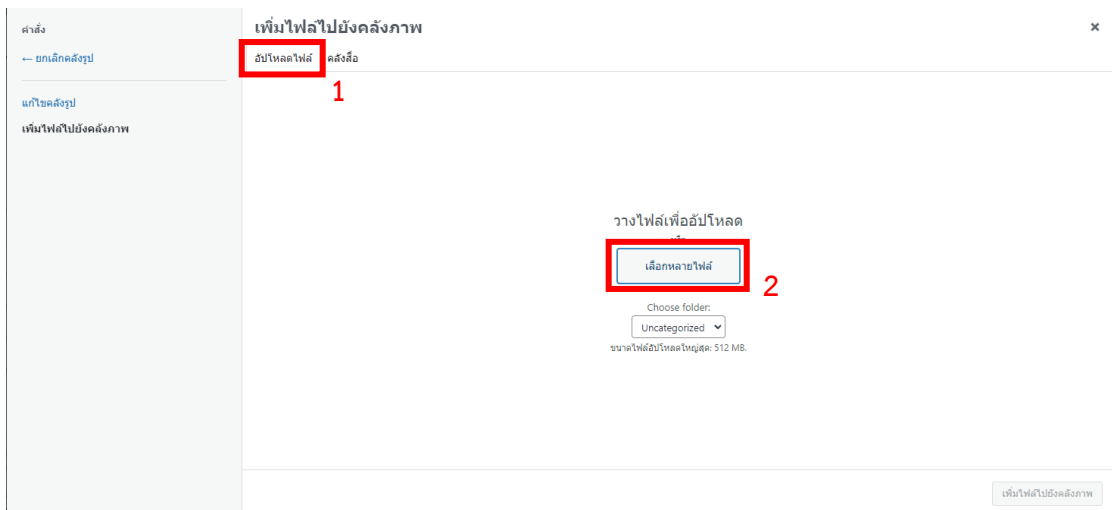 คำสั่ง
← ยกเลิกคลังรูป
แก้ไขคลังรูป
เพิ่มไฟล์ไปยังคลังภาพ
เพิ่มไฟล์ไปยังคลังภาพ
×
อัปโหลดไฟล์ คลังสื่อ
1
วางไฟล์เพื่ออัปโหลด
เลือกหลายไฟล์
2
Choose folder:
Uncategorized
ขนาดไฟล์อัปโหลดใหญ่สุด: 512 MB.
เพิ่มไฟล์ไปยังคลังภาพ